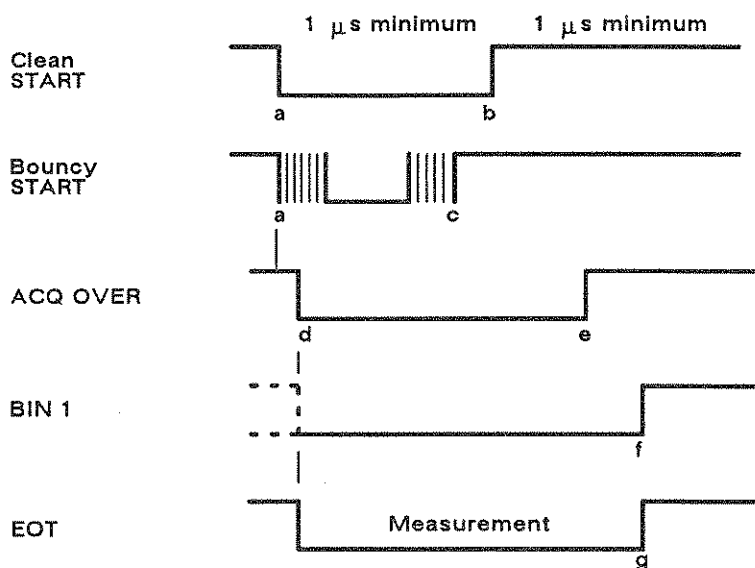 1 μs minimum 1 μs minimum
Clean
START
a b
Bouncy
START
a c
ACQ OVER
d e
BIN 1
f
EOT
Measurement
g